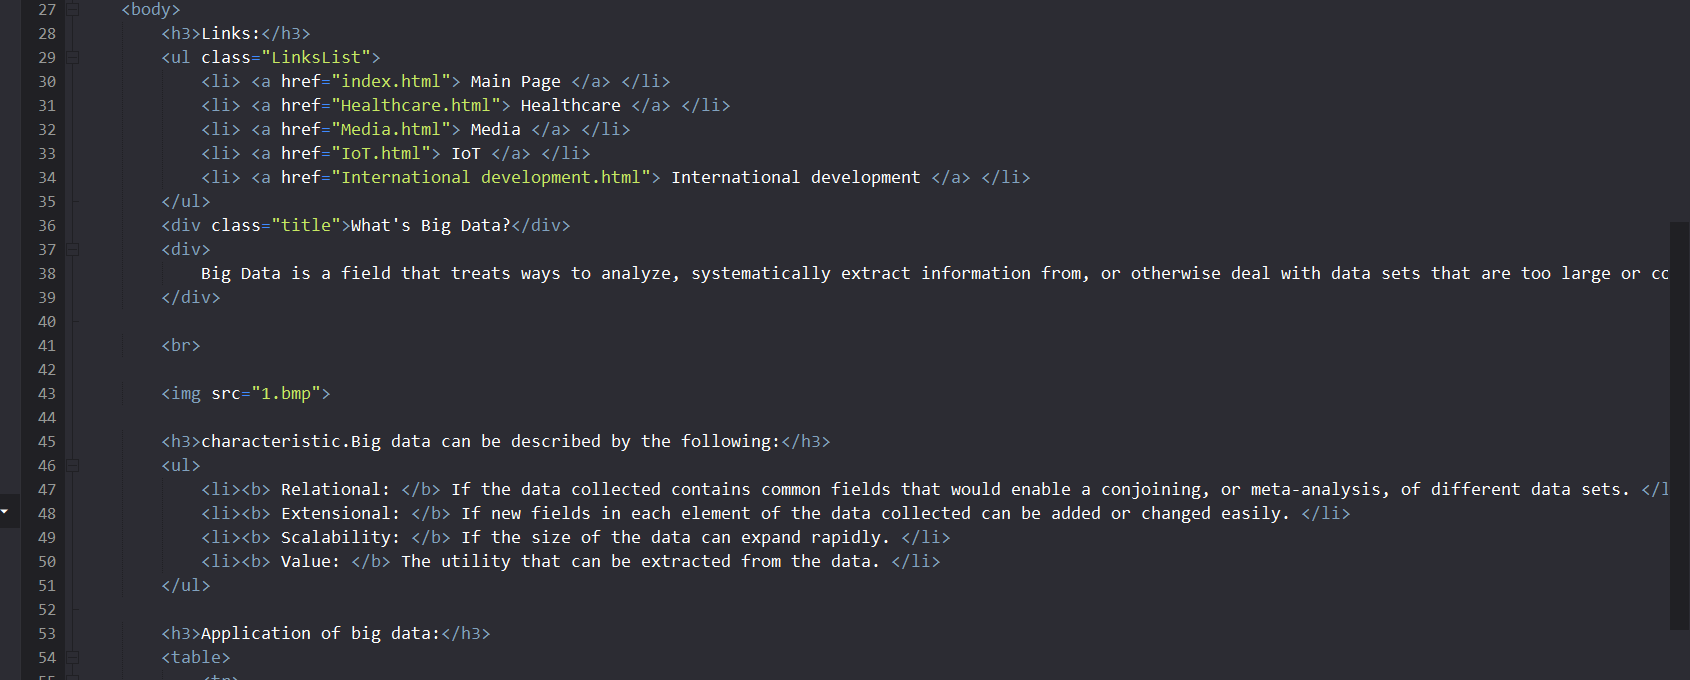 27 <body>
28 <h3>Links:</h3>
29 <ul class="LinksList">
30 <li> <a href="index.html"> Main Page </a> </li>
31 <li> <a href="Healthcare.html"> Healthcare </a> </li>
32 <li> <a href="Media.html"> Media </a> </li>
33 <li> <a href="IoT.html"> IoT </a> </li>
34 <li> <a href="International development.html"> International development </a> </li>
35 </ul>
36 <div class="title">What's Big Data?</div>
37 <div>
38 Big Data is a field that treats ways to analyze, systematically extract information from, or otherwise deal with data sets that are too large or
39 </div>
40
41 <br>
42
43 <img src="1.bmp">
44
45 <h3>characteristic.Big data can be described by the following:</h3>
46 <ul>
47 <li><b> Relational: </b> If the data collected contains common fields that would enable a conjoining, or meta-analysis, of different data sets. </l
48 <li><b> Extensional: </b> If new fields in each element of the data collected can be added or changed easily. </li>
49 <li><b> Scalability: </b> If the size of the data can expand rapidly. </li>
50 <li><b> Value: </b> The utility that can be extracted from the data. </li>
51 </ul>
52
53 <h3>Application of big data:</h3>
54 <table>
55 <tr>